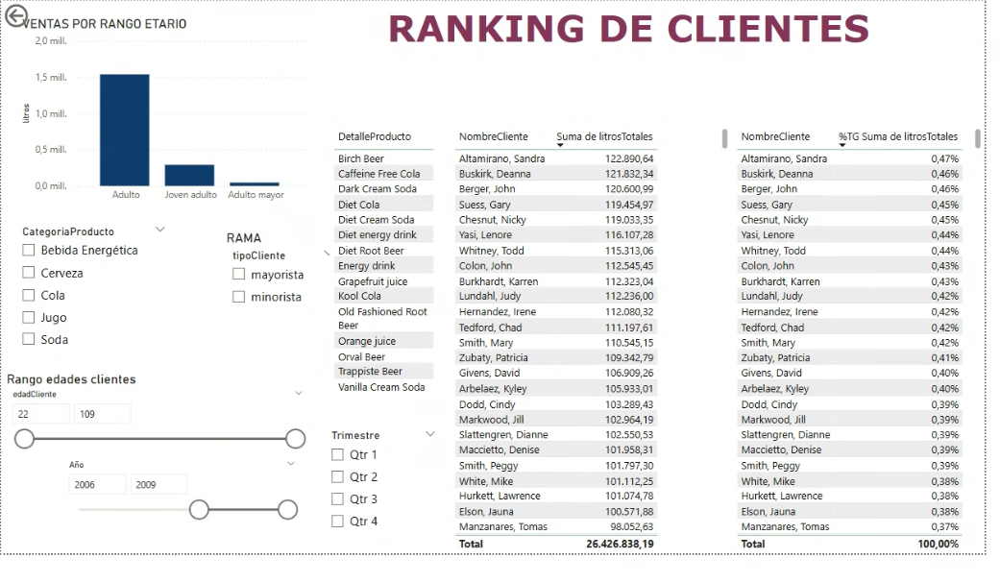 VENTAS POR RANGO ETARIO
2,0 mill.
1,5 mill.
1,0 mill.
0,5 mill.
0,0 mill.
litros
Adulto
Joven adulto
Adulto mayor
RANKING DE CLIENTES
CategoriaProducto
Bebida Energética
Cerveza
Cola
Jugo
Soda
RAMA
tipoCliente
mayorista
minorista
Rango edades clientes
edadCliente
22 109
Año
2006 2009
DetalleProducto
Birch Beer
Caffeine Free Cola
Dark Cream Soda
Diet Cola
Diet Cream Soda
Diet energy drink
Diet Root Beer
Energy drink
Grapefruit juice
Kool Cola
Old Fashioned Root
Beer
Orange juice
Orval Beer
Trappiste Beer
Vanilla Cream Soda
Trimestre
Qtr 1
Qtr 2
Qtr 3
Qtr 4
NombreCliente Suma de litrosTotales
Altamirano, Sandra 122.890,64
Buskirk, Deanna 121.832,34
Berger, John 120.600,99
Suess, Gary 119.454,97
Chesnut, Nicky 119.033,35
Yasi, Lenore 116.107,28
Whitney, Todd 115.313,06
Colon, John 112.545,45
Burkhardt, Karren 112.323,04
Lundahl, Judy 112.236,00
Hernandez, Irene 112.080,32
Tedford, Chad 111.197,61
Smith, Mary 110.545,15
Zubaty, Patricia 109.342,79
Givens, David 106.909,26
Arbelaez, Kyley 105.933,01
Dodd, Cindy 103.289,43
Markwood, Jill 102.964,19
Slattengren, Dianne 102.550,53
Maccietto, Denise 101.958,31
Smith, Peggy 101.797,30
White, Mike 101.112,25
Hurkett, Lawrence 101.074,78
Elson, Jauna 100.571,88
Manzanares, Tomas 98.052,63
Total 26.426.838,19
NombreCliente %TG Suma de litrosTotales
Altamirano, Sandra 0,47%
Buskirk, Deanna 0,46%
Berger, John 0,46%
Suess, Gary 0,45%
Chesnut, Nicky 0,45%
Yasi, Lenore 0,44%
Whitney, Todd 0,44%
Colon, John 0,43%
Burkhardt, Karren 0,43%
Lundahl, Judy 0,42%
Hernandez, Irene 0,42%
Tedford, Chad 0,42%
Smith, Mary 0,42%
Zubaty, Patricia 0,41%
Givens, David 0,40%
Arbelaez, Kyley 0,40%
Dodd, Cindy 0,39%
Markwood, Jill 0,39%
Slattengren, Dianne 0,39%
Maccietto, Denise 0,39%
Smith, Peggy 0,39%
White, Mike 0,38%
Hurkett, Lawrence 0,38%
Elson, Jauna 0,38%
Manzanares, Tomas 0,37%
Total 100,00%